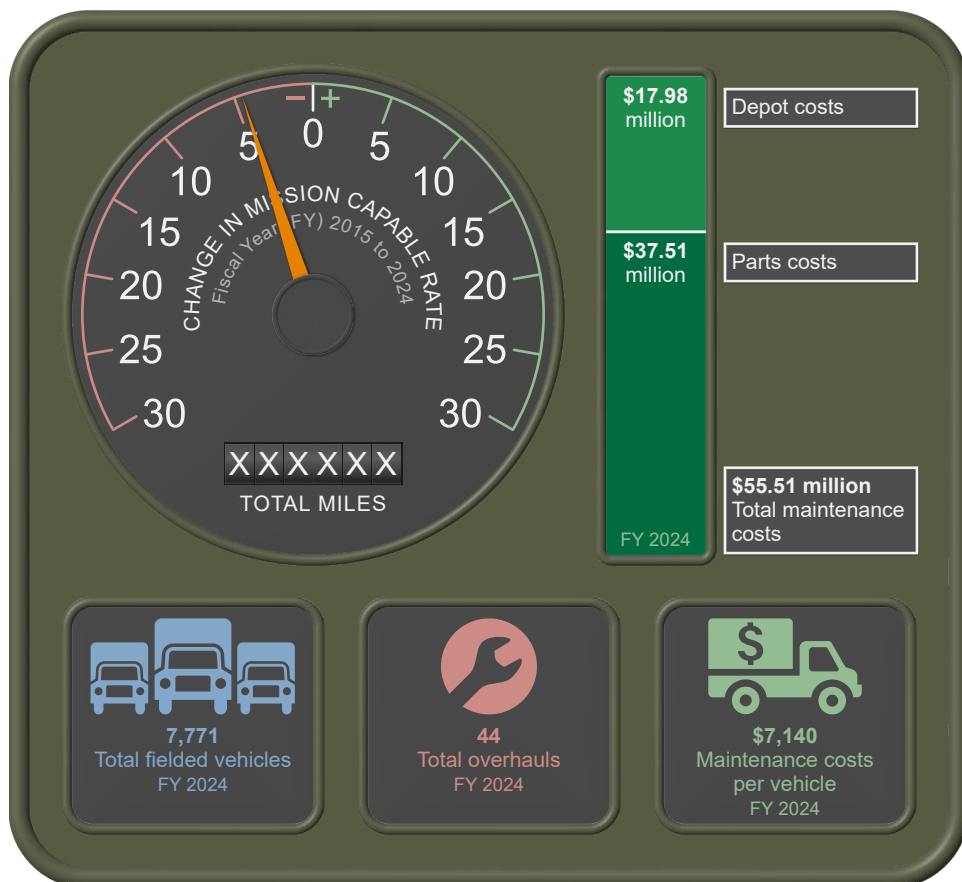 − +
0
5 5
10 10
15 15
20 20
25 25
30 30
CHANGE IN MISSION CAPABLE RATE
Fiscal Year (FY) 2015 to 2024
X X X X X X
TOTAL MILES
$17.98
million
Depot costs
$37.51
million
Parts costs
$55.51 million
Total maintenance
costs
FY 2024
7,771
Total fielded vehicles
FY 2024
44
Total overhauls
FY 2024
$
$7,140
Maintenance costs
per vehicle
FY 2024